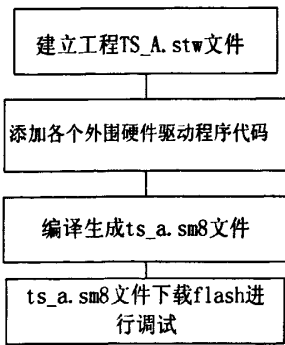 建立工程TS_A.stw文件
添加各个外围硬件驱动程序代码
编译生成ts_a.sm8文件
ts_a.sm8文件下载flash进
行调试